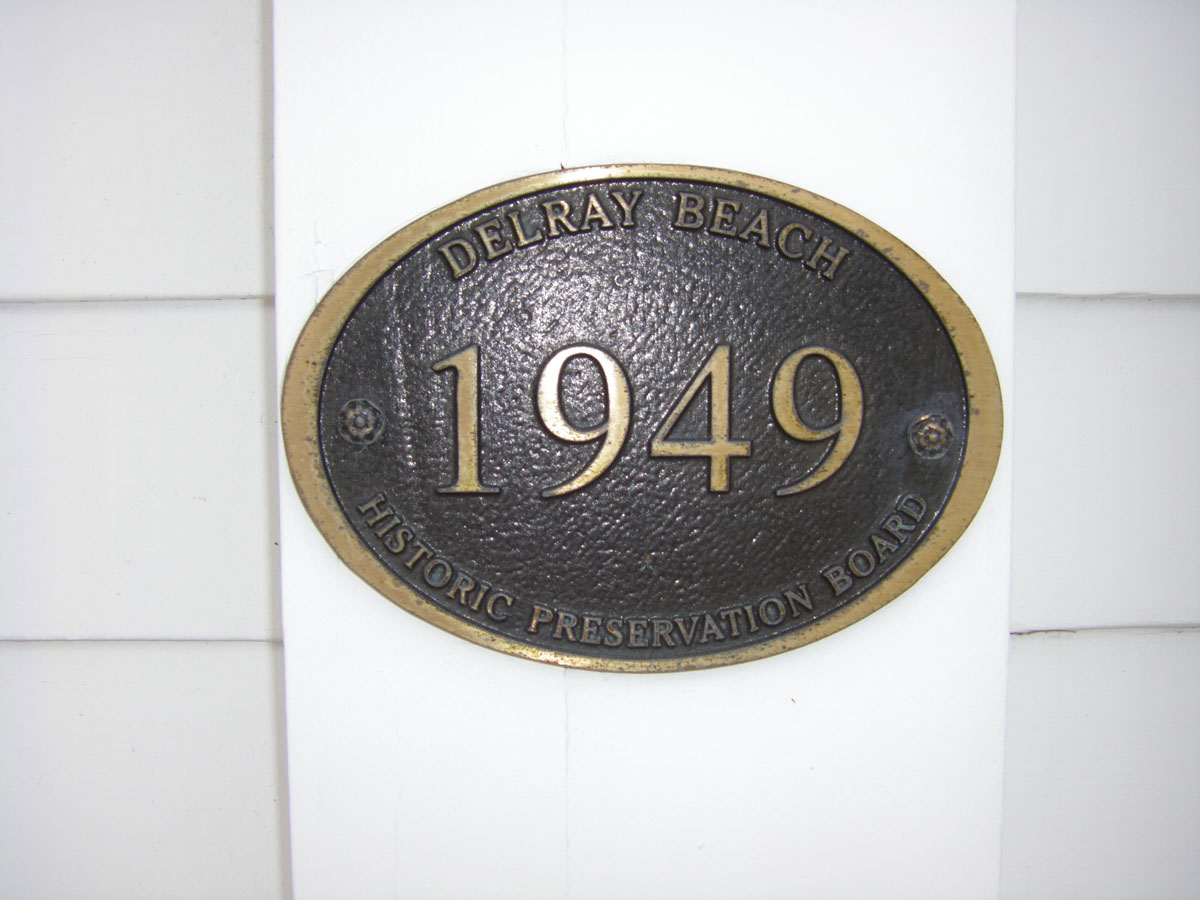 DELRAY BEACH
1949
HISTORIC PRESERVATION BOARD